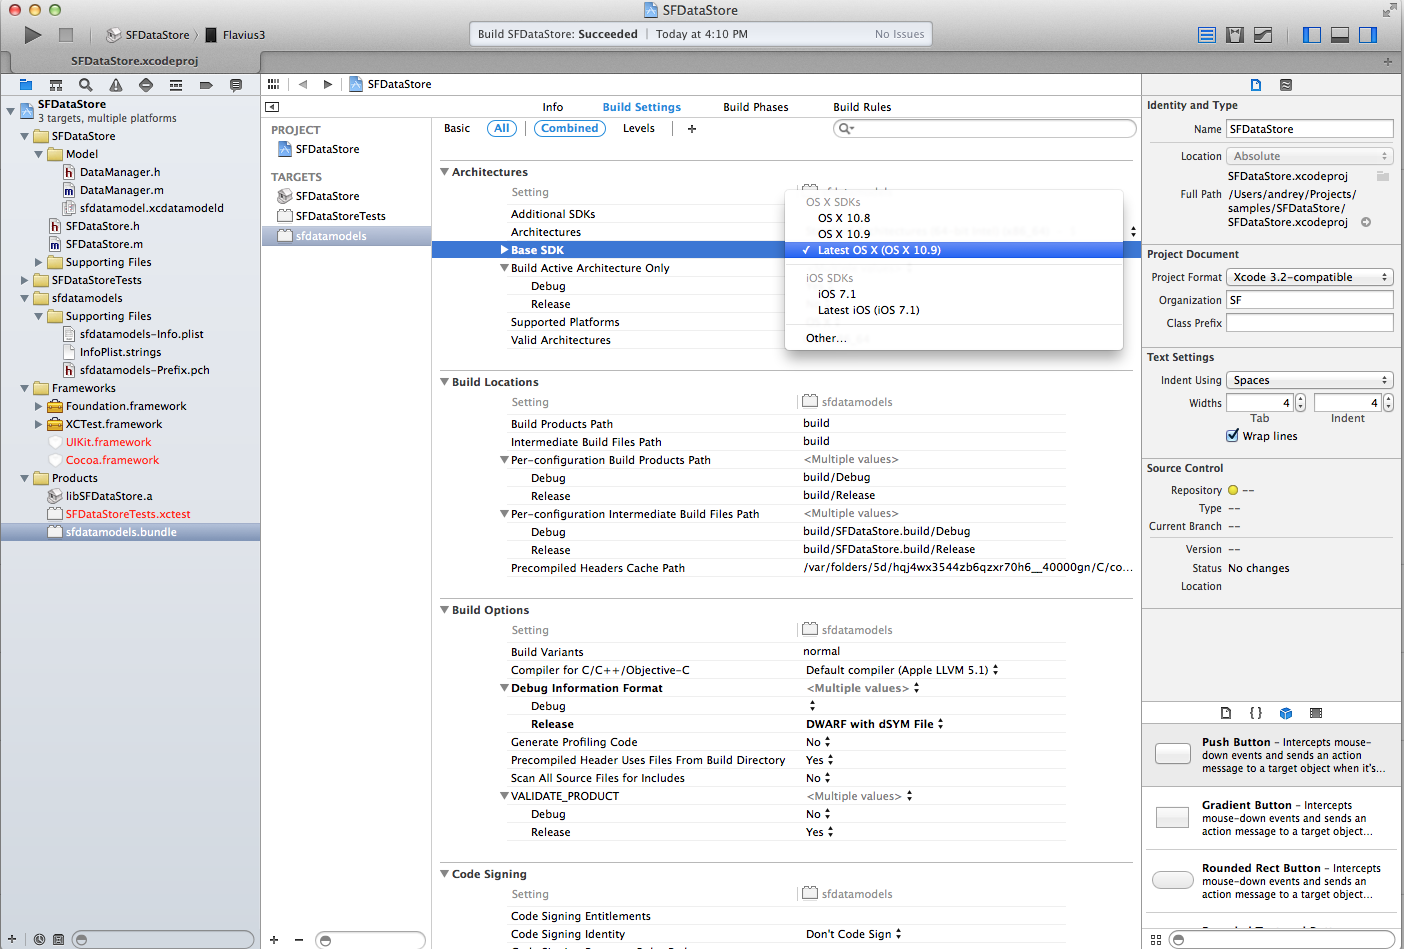 SFDataStore
SFDataStore
Flavius3
Build SFDataStore: Succeeded
Today at 4:10 PM
No Issues
SFDataStore.xcodeproj
SFDataStore
3 targets, multiple platforms
SFDataStore
Model
DataManager.h
DataManager.m
sfdatamodel.xcdatamodeld
SFDataStore.h
SFDataStore.m
Supporting Files
SFDataStoreTests
sfdatamodels
Supporting Files
sfdatamodels-Info.plist
InfoPlist.strings
sfdatamodels-Prefix.pch
Frameworks
Foundation.framework
XCTest.framework
UIKit.framework
Cocoa.framework
Products
libSFDataStore.a
SFDataStoreTests.xctest
sfdatamodels.bundle
SFDataStore
Info
Build Settings
Build Phases
Build Rules
PROJECT
SFDataStore
TARGETS
SFDataStore
SFDataStoreTests
sfdatamodels
Basic
All
Combined
Levels
Architectures
Setting
Additional SDKs
Architectures
Base SDK
Build Active Architecture Only
Debug
Release
Supported Platforms
Valid Architectures
OS X SDKs
OS X 10.8
OS X 10.9
✓ Latest OS X (OS X 10.9)
iOS SDKs
iOS 7.1
Latest iOS (iOS 7.1)
Other...
Build Locations
Setting
sfdatamodels
Build Products Path
build
Intermediate Build Files Path
build
Per-configuration Build Products Path
<Multiple values>
Debug
build/Debug
Release
build/Release
Per-configuration Intermediate Build Files Path
<Multiple values>
Debug
build/SFDataStore.build/Debug
Release
build/SFDataStore.build/Release
Precompiled Headers Cache Path
/var/folders/5d/hqj4wx3544zb6qzxr70h6__40000gn/C/co...
Build Options
Setting
sfdatamodels
Build Variants
normal
Compiler for C/C++/Objective-C
Default compiler (Apple LLVM 5.1)
Debug Information Format
<Multiple values>
Debug
Release
DWARF with dSYM File
Generate Profiling Code
No
Precompiled Header Uses Files From Build Directory
Yes
Scan All Source Files for Includes
No
VALIDATE_PRODUCT
<Multiple values>
Debug
No
Release
Yes
Code Signing
Setting
sfdatamodels
Code Signing Entitlements
Code Signing Identity
Don't Code Sign
Identity and Type
Name
SFDataStore
Location
Absolute
SFDataStore.xcodeproj
Full Path
/Users/andrey/Projects/
samples/SFDataStore/
SFDataStore.xcodeproj
Project Document
Project Format
Xcode 3.2-compatible
Organization
SF
Class Prefix
Text Settings
Indent Using
Spaces
Widths
4
4
Tab
Indent
Wrap lines
Source Control
Repository
--
Type
--
Current Branch
--
Version
--
Status
No changes
Location
{ }
Push Button - Intercepts mouse-
down events and sends an action
message to a target object when it's...
Gradient Button - Intercepts
mouse-down events and sends an
action message to a target object...
Rounded Rect Button - Intercepts
mouse-down events and sends an
action message to a target object...